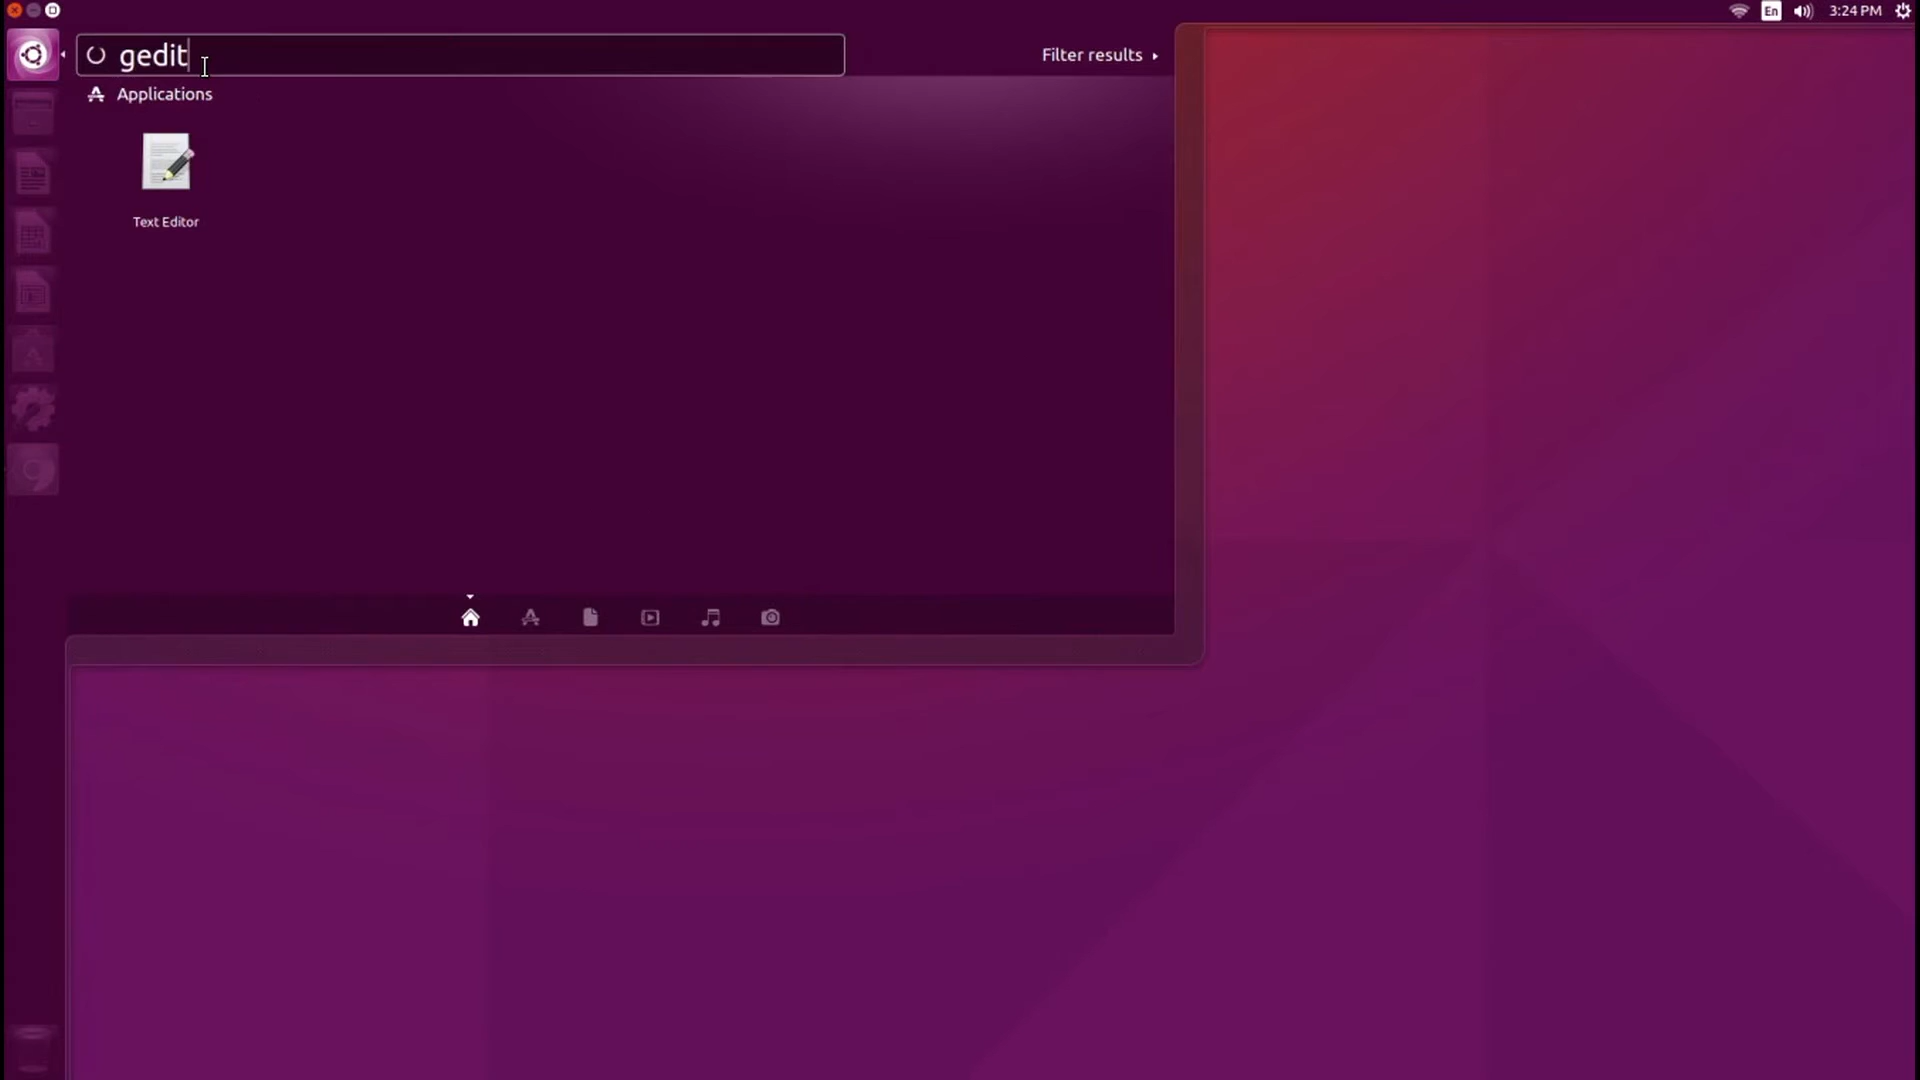 En
3:24 PM
gedit
Filter results
Applications
Text Editor